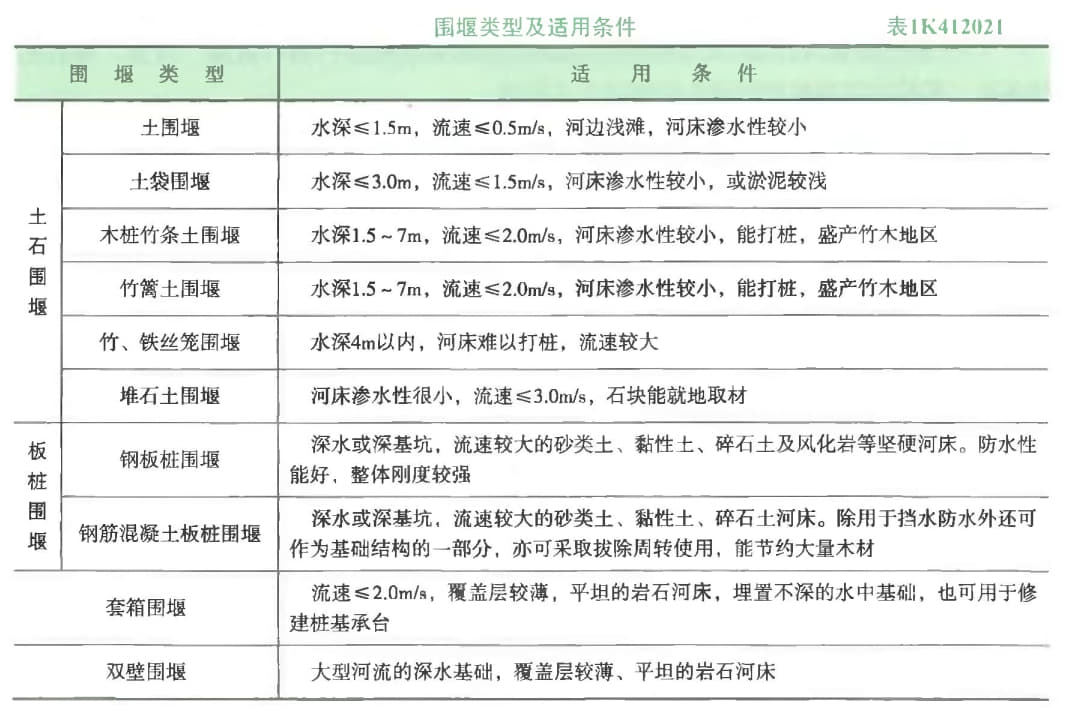 围堰类型及适用条件 表1K412021
围堰类型 适用条件
土石围堰
土围堰 水深≤1.5m，流速≤0.5m/s，河边浅滩，河床渗水性较小
土袋围堰 水深≤3.0m，流速≤1.5m/s，河床渗水性较小，或淤泥较浅
木桩竹条土围堰 水深1.5~7m，流速≤2.0m/s，河床渗水性较小，能打桩，盛产竹木地区
竹篱土围堰 水深1.5~7m，流速≤2.0m/s，河床渗水性较小，能打桩，盛产竹木地区
竹、铁丝笼围堰 水深4m以内，河床难以打桩，流速较大
堆石土围堰 河床渗水性很小，流速≤3.0m/s，石块能就地取材
板桩围堰
钢板桩围堰 深水或深基坑，流速较大的砂类土、黏性土、碎石土及风化岩等坚硬河床。防水性
能好，整体刚度较强
钢筋混凝土板桩围堰 深水或深基坑，流速较大的砂类土、黏性土、碎石土河床。除用于挡水防水外还可
作为基础结构的一部分，亦可采取拔除周转使用，能节约大量木材
套箱围堰 流速≤2.0m/s，覆盖层较薄，平坦的岩石河床，埋置不深的水中基础，也可用于修
建桩基承台
双壁围堰 大型河流的深水基础，覆盖层较薄、平坦的岩石河床